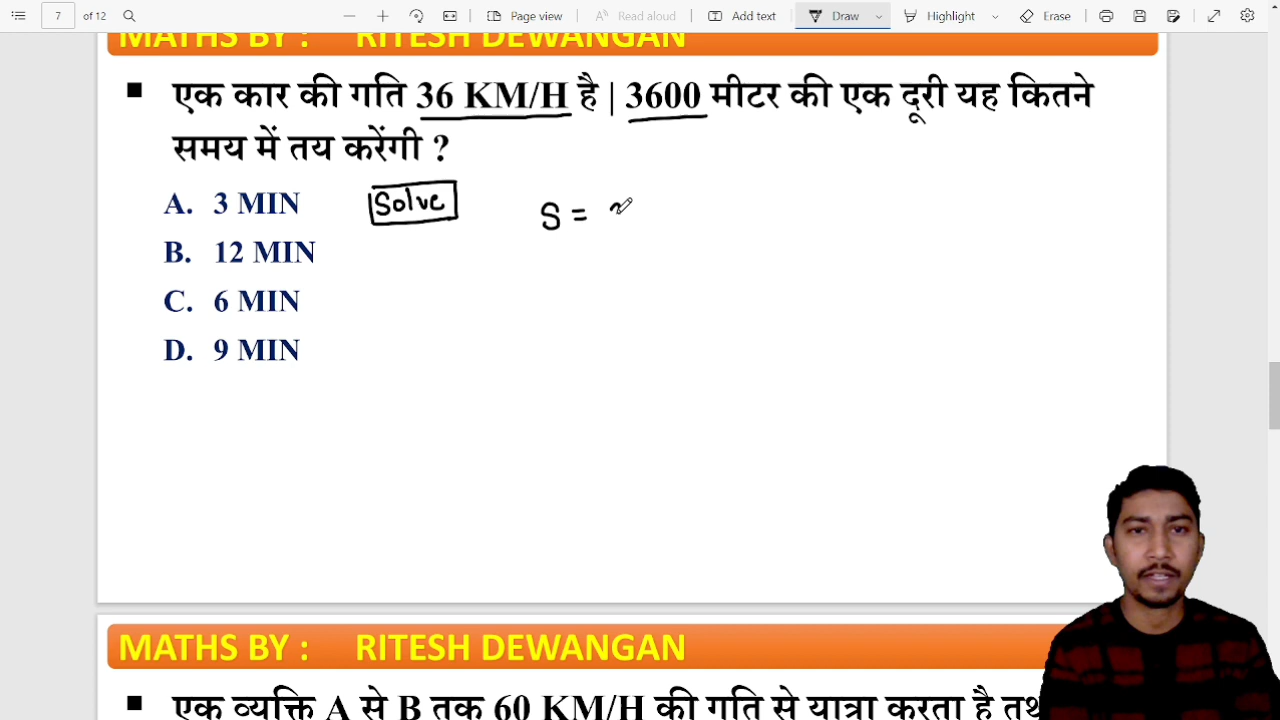 7 of 12 Page view Read aloud Add text Draw Highlight Erase
MATHS BY : RITESH DEWANGAN
▪ एक कार की गति 36 KM/H है | 3600 मीटर की एक दूरी यह कितने
समय में तय करेंगी ?
A. 3 MIN
Solve
S =
B. 12 MIN
C. 6 MIN
D. 9 MIN
MATHS BY : RITESH DEWANGAN
▪ एक व्यक्ति A से B तक 60 KM/H की गति से यात्रा करता है